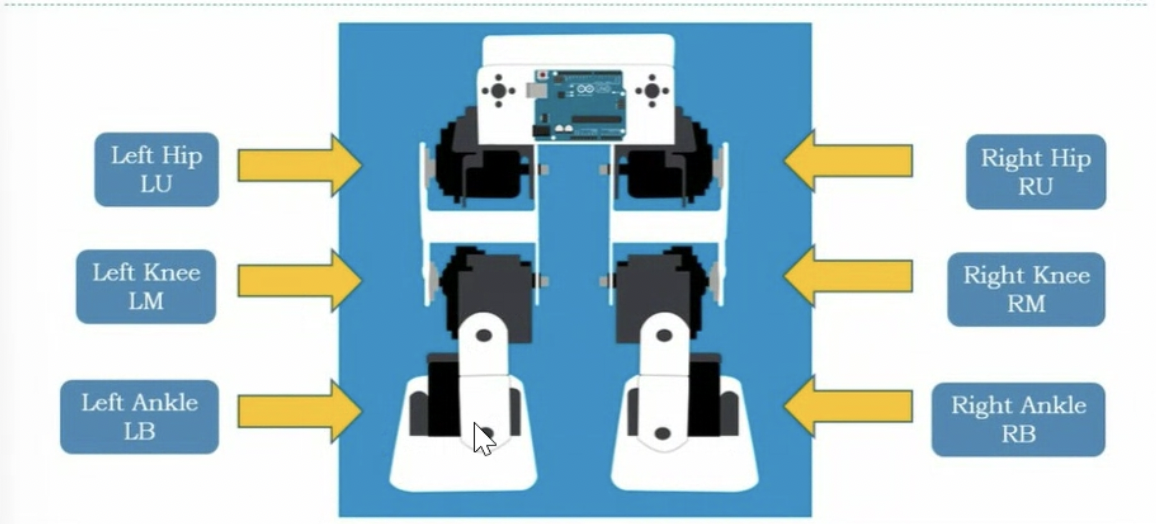 Left Hip
LU
Right Hip
RU
Left Knee
LM
Right Knee
RM
Left Ankle
LB
Right Ankle
RB